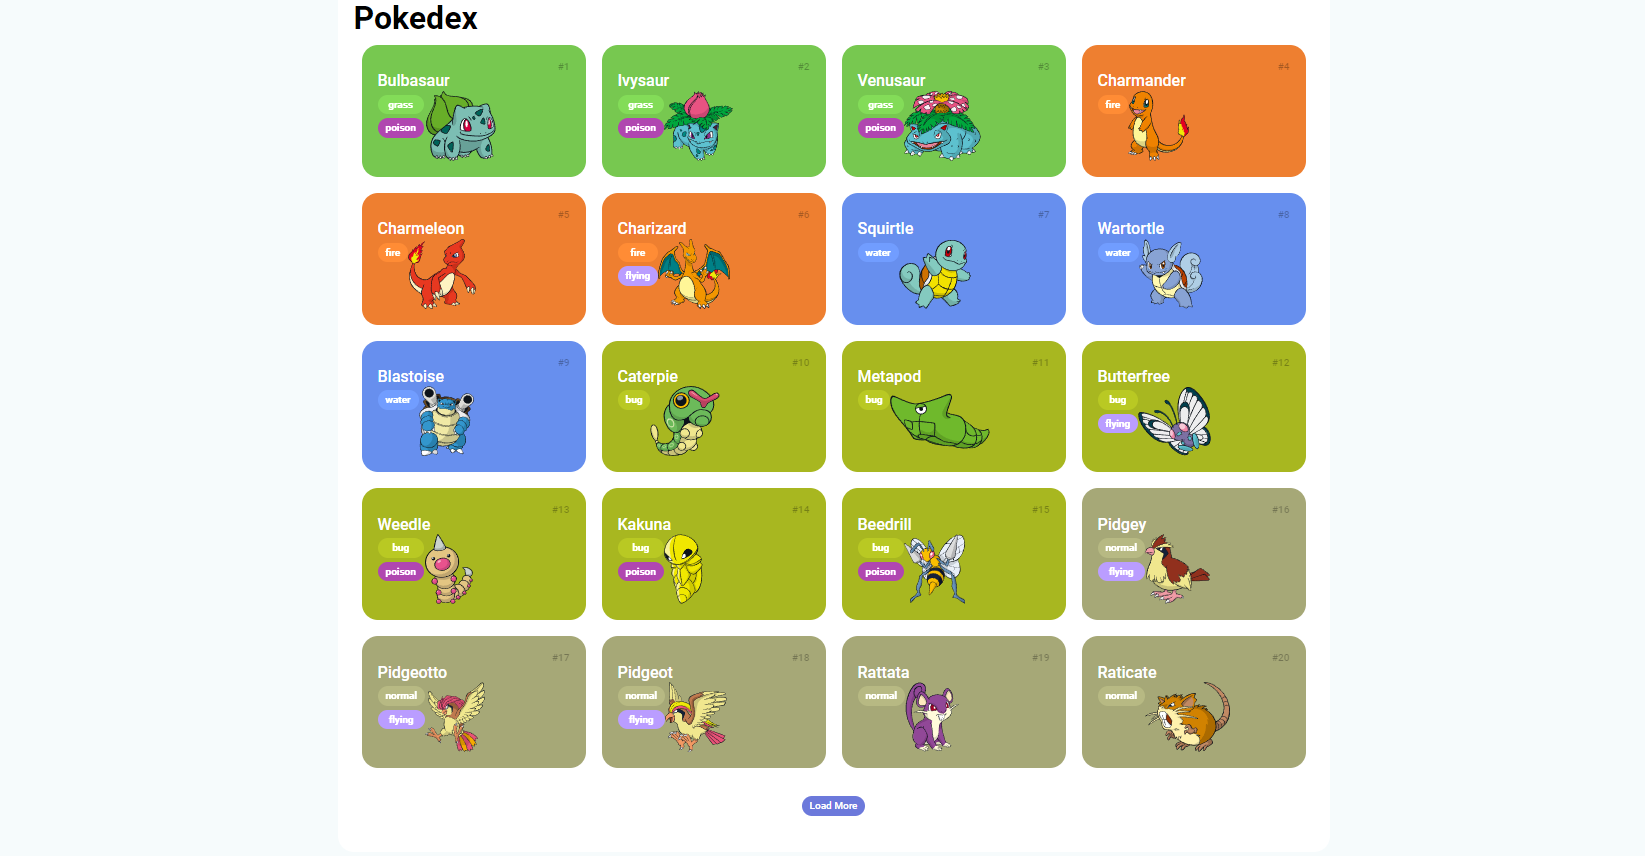 Pokedex
#1
Bulbasaur
grass
poison
#2
Ivysaur
grass
poison
#3
Venusaur
grass
poison
#4
Charmander
fire
#5
Charmeleon
fire
#6
Charizard
fire
flying
#7
Squirtle
water
#8
Wartortle
water
#9
Blastoise
water
#10
Caterpie
bug
#11
Metapod
bug
#12
Butterfree
bug
flying
#13
Weedle
bug
poison
#14
Kakuna
bug
poison
#15
Beedrill
bug
poison
#16
Pidgey
normal
flying
#17
Pidgeotto
normal
flying
#18
Pidgeot
normal
flying
#19
Rattata
normal
#20
Raticate
normal
Load More